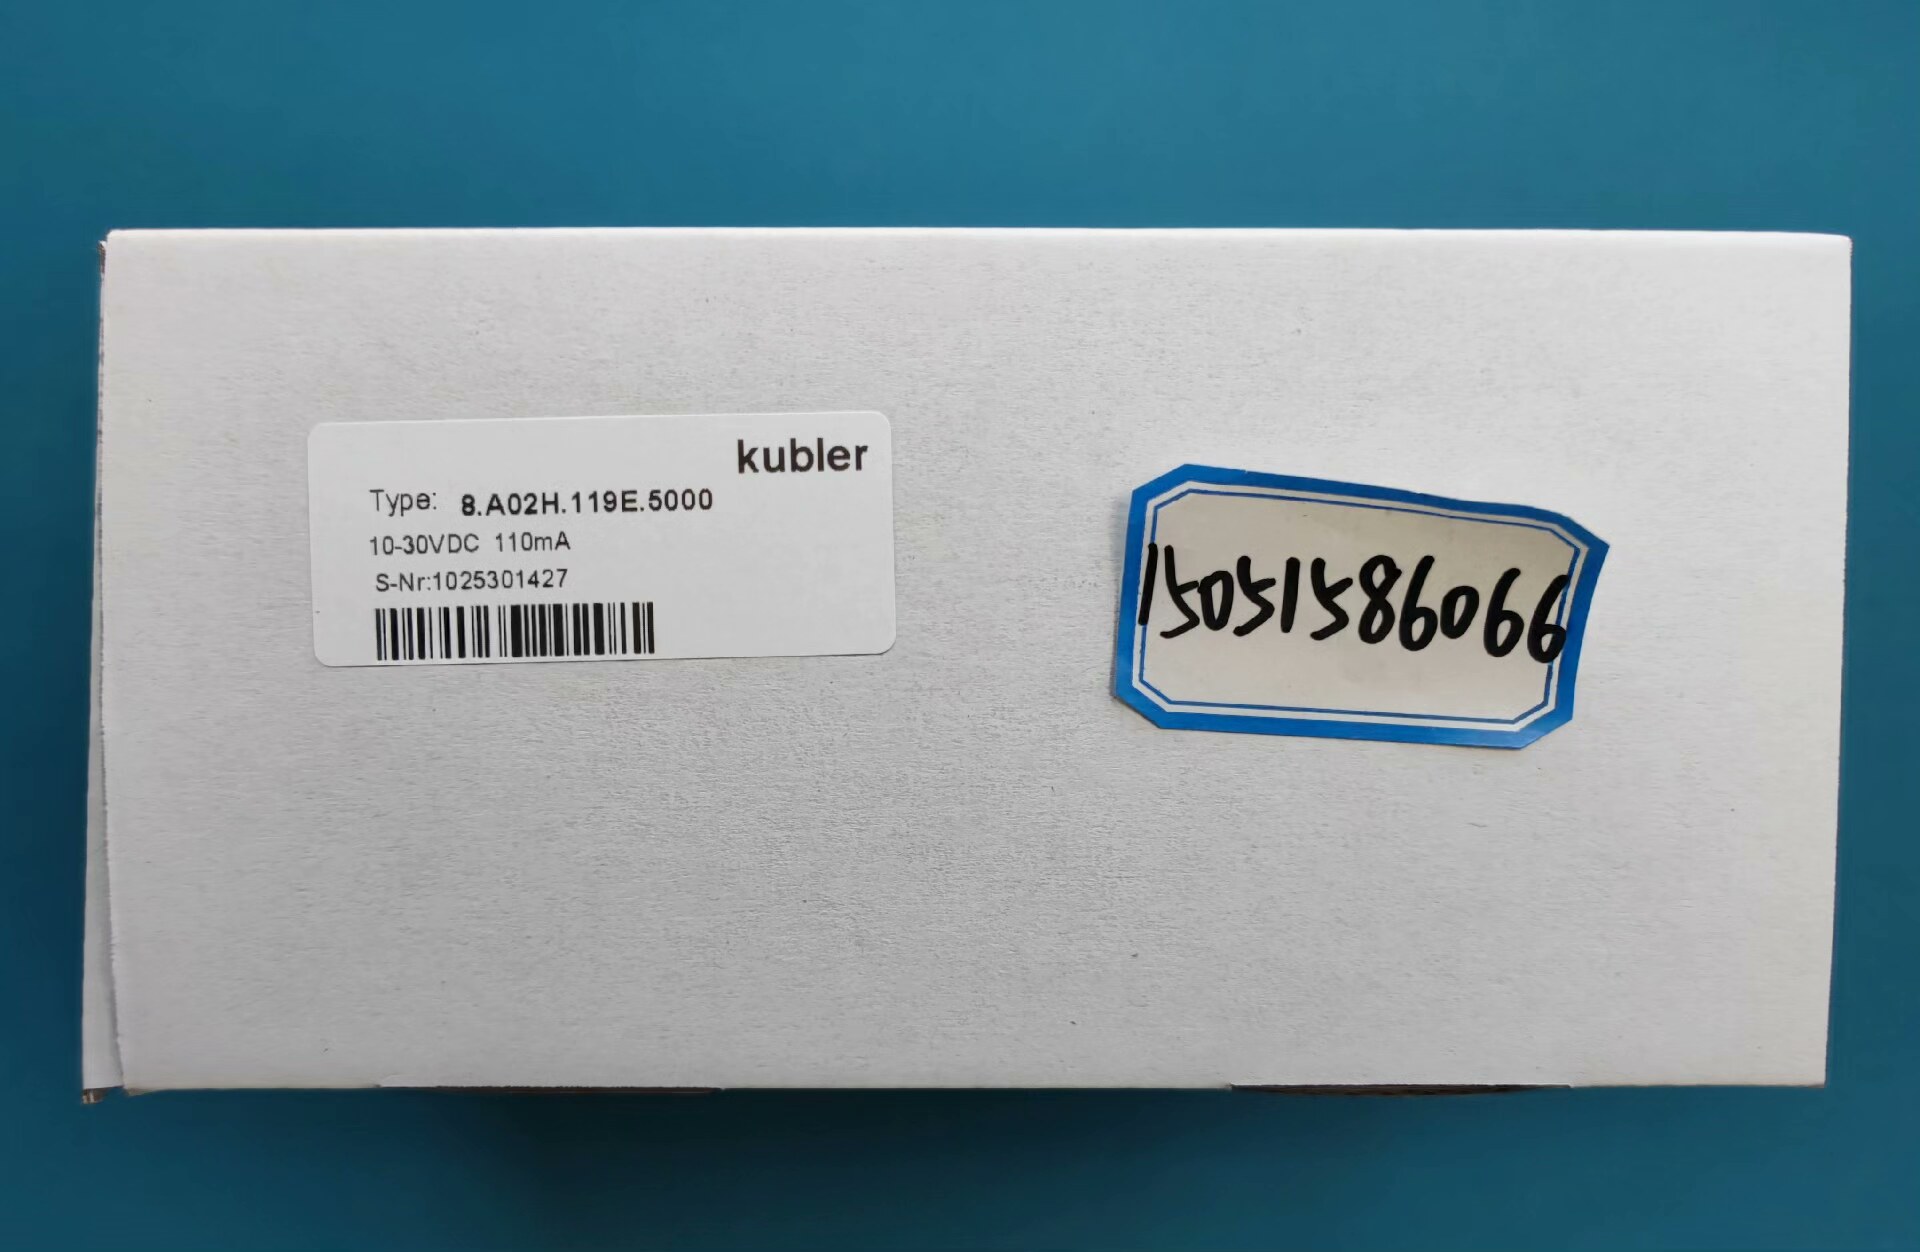 kubler
Type: 8.A02H.119E.5000
10-30VDC 110mA
S-Nr:1025301427
15051586066